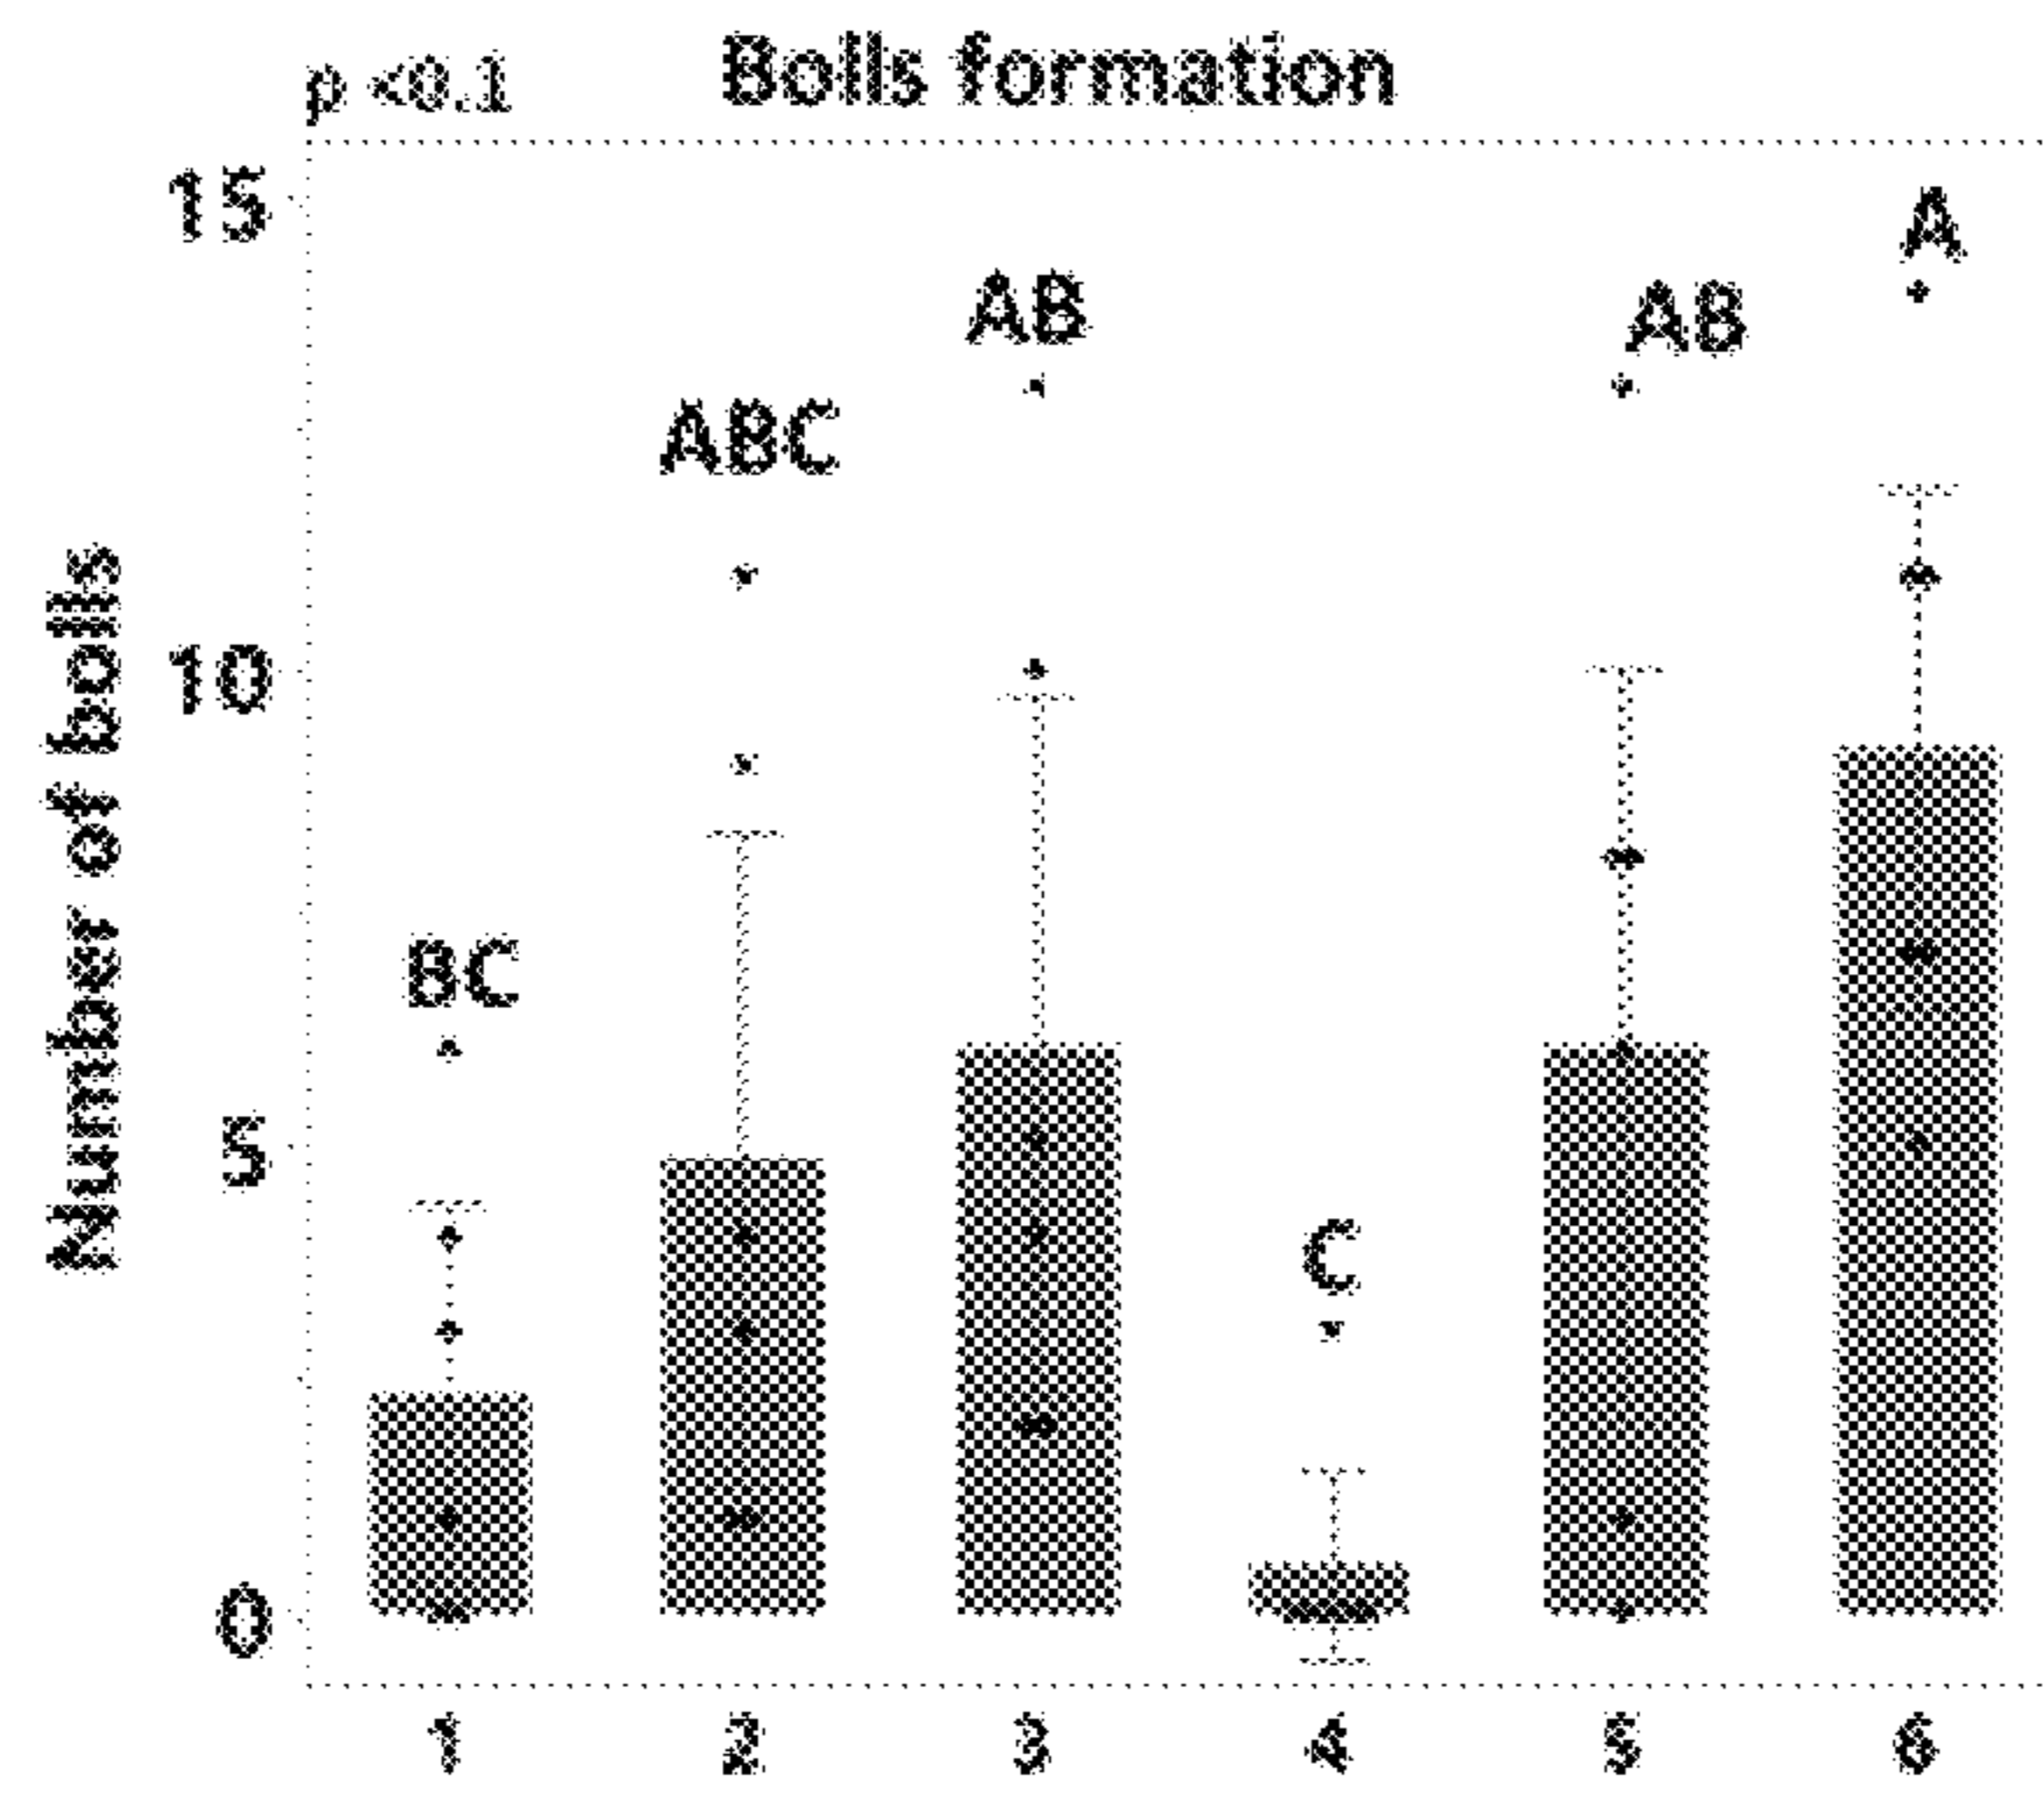 p <0.1
Bolls formation
Number of bolls
15
10
5
0
BC
ABC
AB
C
AB
A
1 2 3 4 5 6